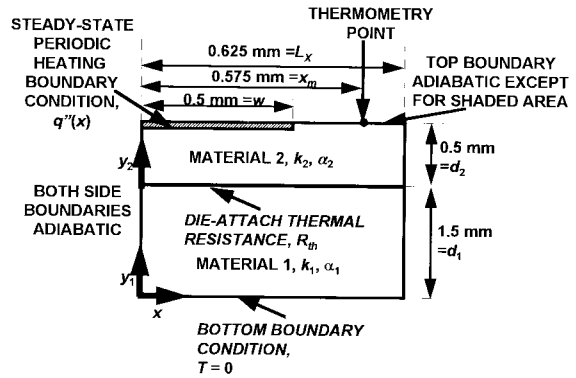 STEADY-STATE
PERIODIC
HEATING
BOUNDARY
CONDITION,
q"(x)
THERMOMETRY
POINT
0.625 mm =Lx
0.575 mm =xm
0.5 mm =w
TOP BOUNDARY
ADIABATIC EXCEPT
FOR SHADED AREA
y2
MATERIAL 2, k2, α2
0.5 mm
=d2
BOTH SIDE
BOUNDARIES
ADIABATIC
DIE-ATTACH THERMAL
RESISTANCE, Rth
MATERIAL 1, k1, α1
1.5 mm
=d1
y1
x
BOTTOM BOUNDARY
CONDITION,
T = 0